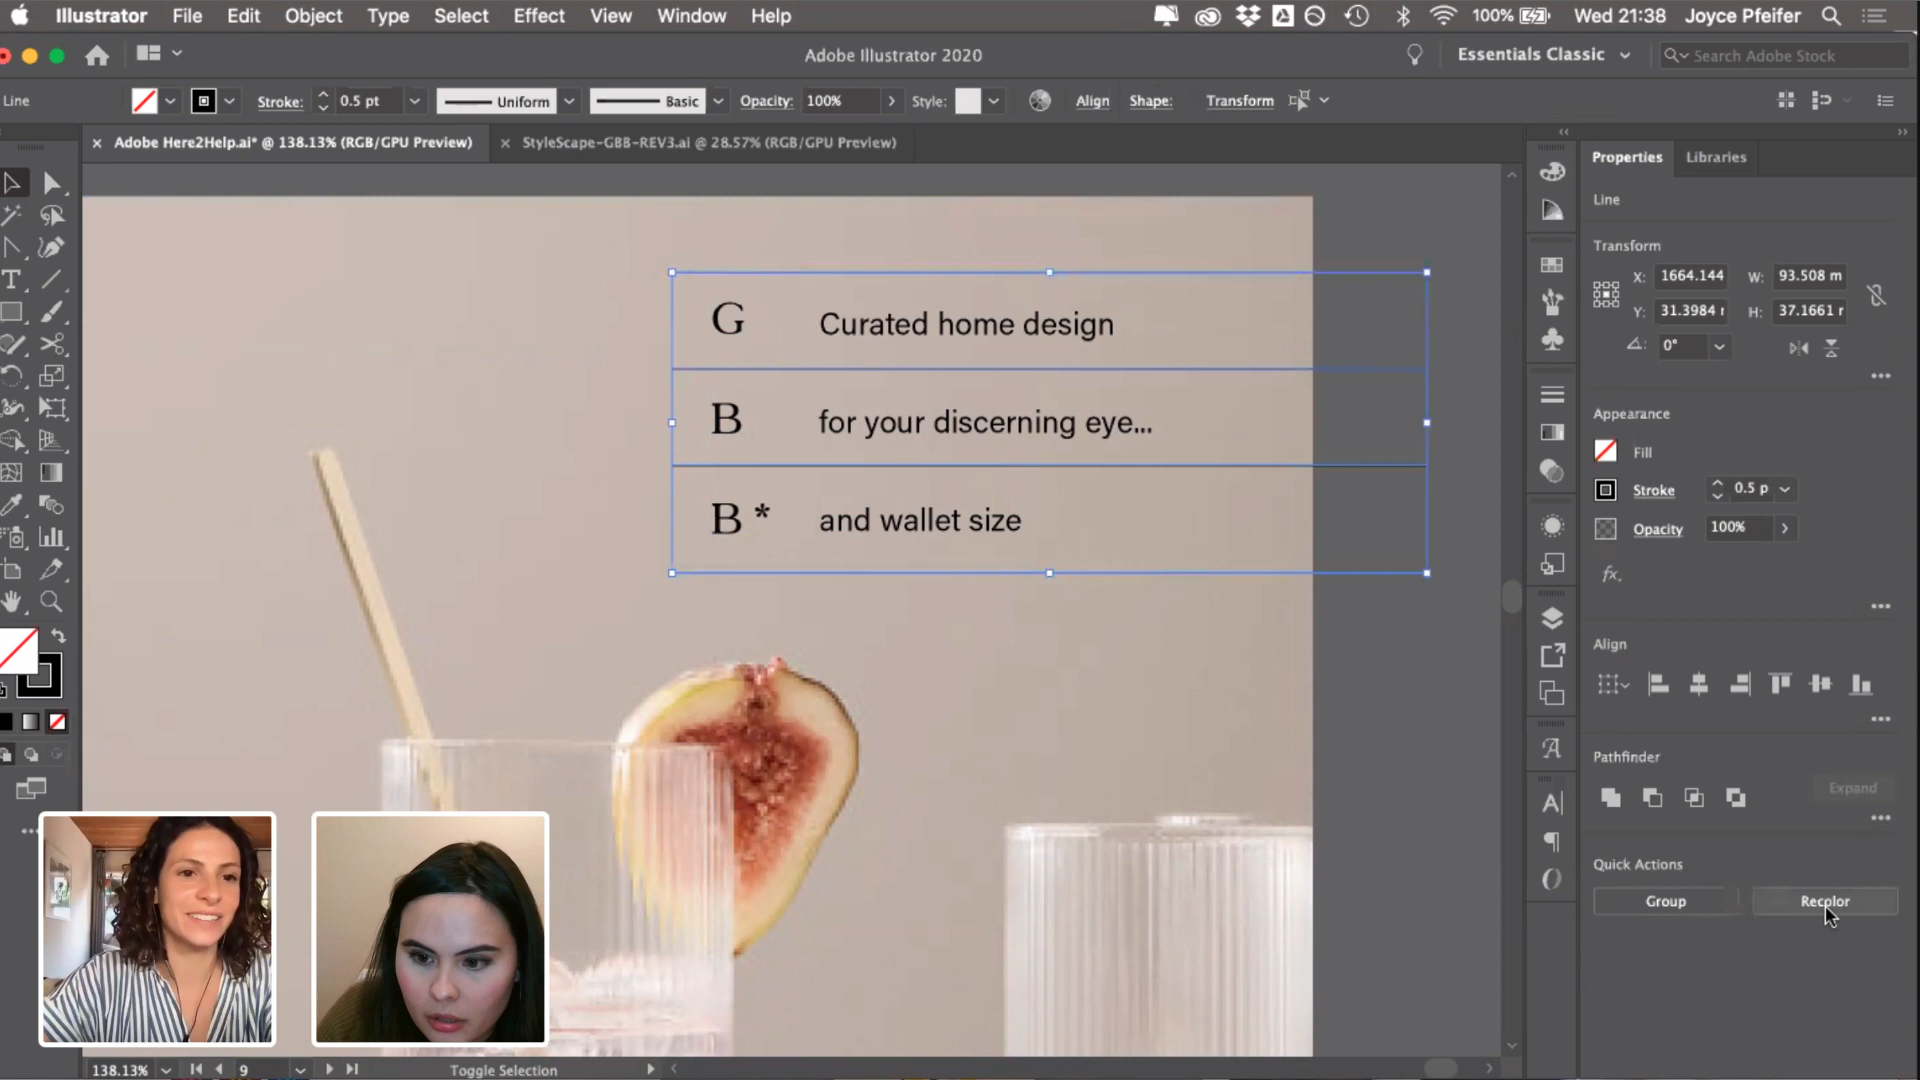 Illustrator File Edit Object Type Select Effect View Window Help
100% Wed 21:38 Joyce Pfeifer
Adobe Illustrator 2020
Essentials Classic
Search Adobe Stock
Line
Stroke: 0.5 pt Uniform Basic Opacity: 100% Style: Align Shape: Transform
× Adobe Here2Help.ai* @ 138.13% (RGB/GPU Preview)
× StyleScape-GBB-REV3.ai @ 28.57% (RGB/GPU Preview)
Properties Libraries
Line
Transform
X: 1664.144 W: 93.508 m
Y: 31.3984 r H: 37.1661 r
0°
Appearance
Fill
Stroke 0.5 p
Opacity 100%
fx.
Align
Pathfinder
Expand
Quick Actions
Group Recolor
G Curated home design
B for your discerning eye...
B * and wallet size
138.13% 9 Toggle Selection